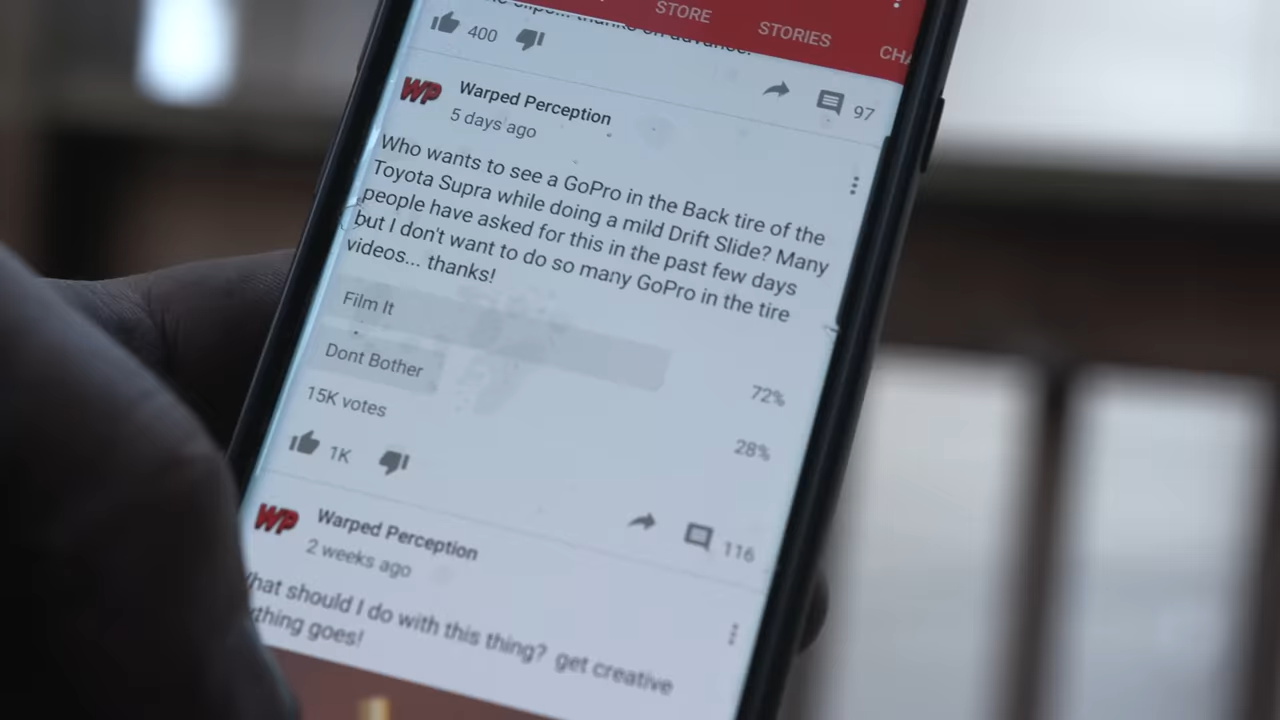 STORE
STORIES
thanks on advance.
400
97
WP
Warped Perception
5 days ago
Who wants to see a GoPro in the Back tire of the
Toyota Supra while doing a mild Drift Slide? Many
people have asked for this in the past few days
but I don't want to do so many GoPro in the tire
videos... thanks!
Film It
72%
Dont Bother
28%
15K votes
1K
116
WP
Warped Perception
2 weeks ago
should I do with this thing? get creative
goes!